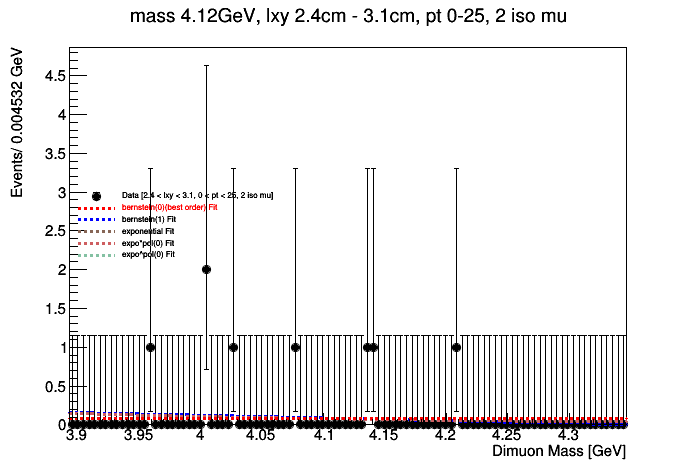 mass 4.12GeV, lxy 2.4cm - 3.1cm, pt 0-25, 2 iso mu
Events/ 0.004532 GeV
4.5
4
3.5
3
2.5
2
1.5
1
0.5
0
Data [2.4 < lxy < 3.1, 0 < pt < 25, 2 iso mu]
bernstein(0)(best order) Fit
bernstein(1) Fit
exponential Fit
expo*pol(0) Fit
expo^pol(0) Fit
3.9 3.95 4 4.05 4.1 4.15 4.2 4.25 4.3
Dimuon Mass [GeV]